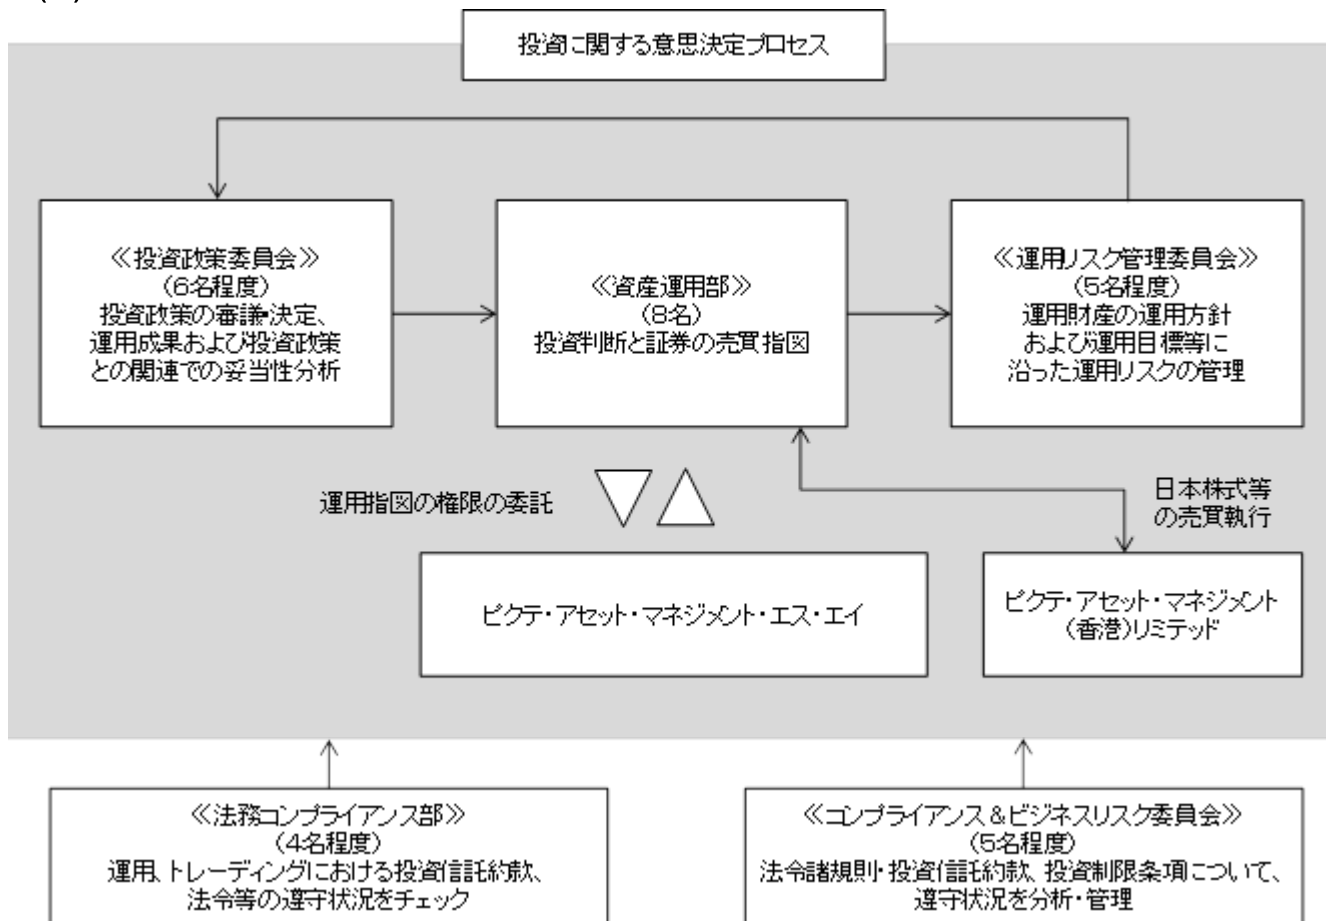 投資に関する意思決定プロセス
≪投資政策委員会≫
(6名程度)
投資政策の審議・決定、
運用成果および投資政策
との関連での妥当性分析
≪資産運用部≫
(8名)
投資判断と証券の売買指図
≪運用リスク管理委員会≫
(5名程度)
運用財産の運用方針
および運用目標等に
沿った運用リスクの管理
運用指図の権限の委託
日本株式等
の売買執行
ピクテ・アセット・マネジメント・エス・エイ
ピクテ・アセット・マネジメント
(香港)リミテッド
≪法務コンプライアンス部≫
(4名程度)
運用、トレーディングにおける投資信託約款、
法令等の遵守状況をチェック
≪コンプライアンス&ビジネスリスク委員会≫
(5名程度)
法令諸規則・投資信託約款、投資制限条項について、
遵守状況を分析・管理